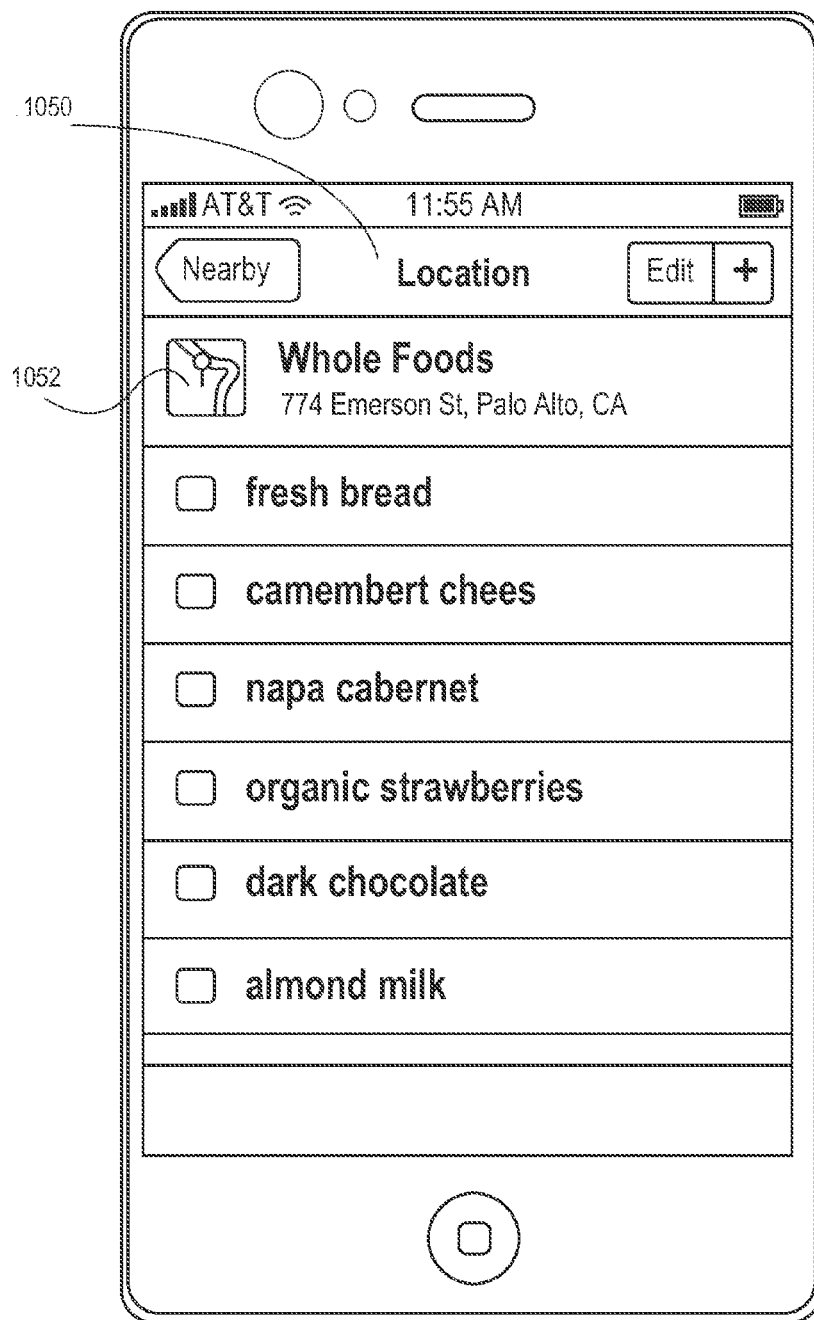 1050
AT&T 11:55 AM
Nearby Location Edit +
1052
Whole Foods
774 Emerson St, Palo Alto, CA
fresh bread
camembert chees
napa cabernet
organic strawberries
dark chocolate
almond milk